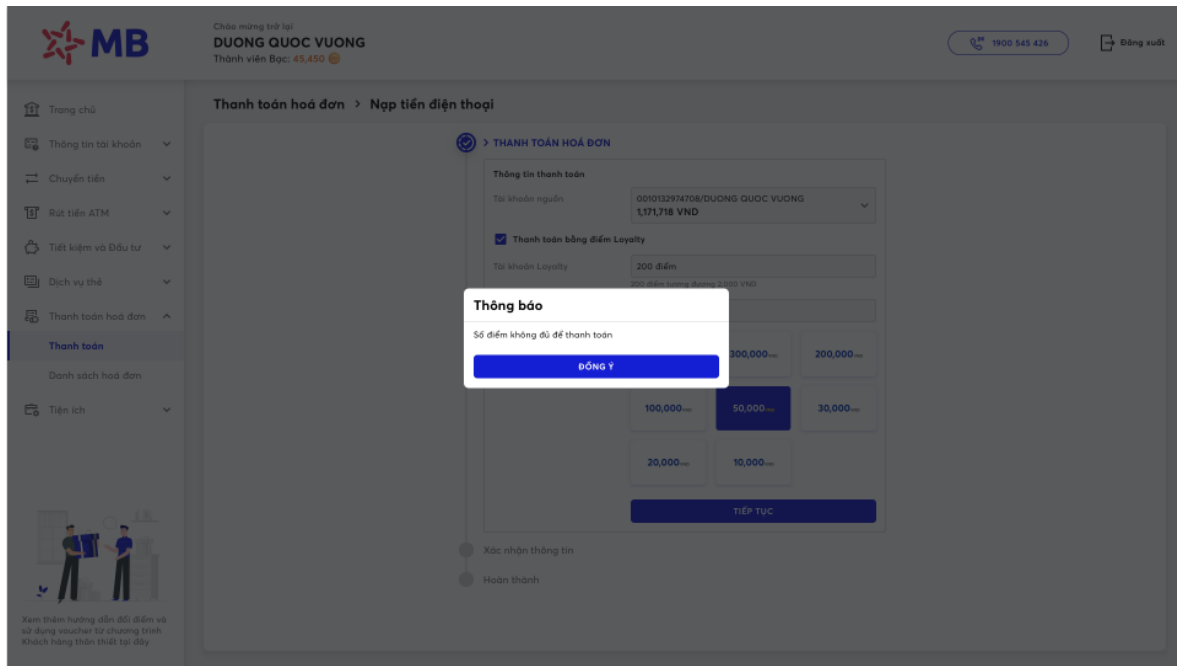 MB
Chào mừng trở lại
DUONG QUOC VUONG
Thành viên Bạc: 45,450
1900 545 426
Đăng xuất
Trang chủ
Thông tin tài khoản
Chuyển tiền
Rút tiền ATM
Tiết kiệm và Đầu tư
Dịch vụ thẻ
Thanh toán hoá đơn
Thanh toán
Danh sách hoá đơn
Tiện ích
Xem thêm hướng dẫn đổi điểm và
sử dụng voucher từ chương trình
Khách hàng thân thiết tại đây
Thanh toán hoá đơn > Nạp tiền điện thoại
> THANH TOÁN HOÁ ĐƠN
Thông tin thanh toán
Tài khoản nguồn
0010132974708/DUONG QUOC VUONG
1,171,718 VND
Thanh toán bằng điểm Loyalty
Tài khoản Loyalty
200 điểm
200 điểm tương đương 2,000 VND
Thông báo
Số điểm không đủ để thanh toán
ĐỒNG Ý
300,000 VND
200,000 VND
100,000 VND
50,000 VND
30,000 VND
20,000 VND
10,000 VND
TIẾP TỤC
Xác nhận thông tin
Hoàn thành